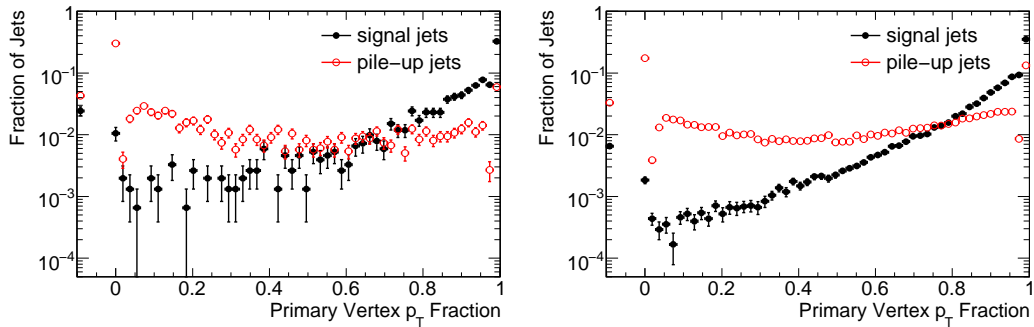 Fraction of Jets
1
10⁻¹
10⁻²
10⁻³
10⁻⁴
signal jets
pile−up jets
0 0.2 0.4 0.6 0.8 1
Primary Vertex p_T Fraction
Fraction of Jets
1
10⁻¹
10⁻²
10⁻³
10⁻⁴
signal jets
pile−up jets
0 0.2 0.4 0.6 0.8 1
Primary Vertex p_T Fraction